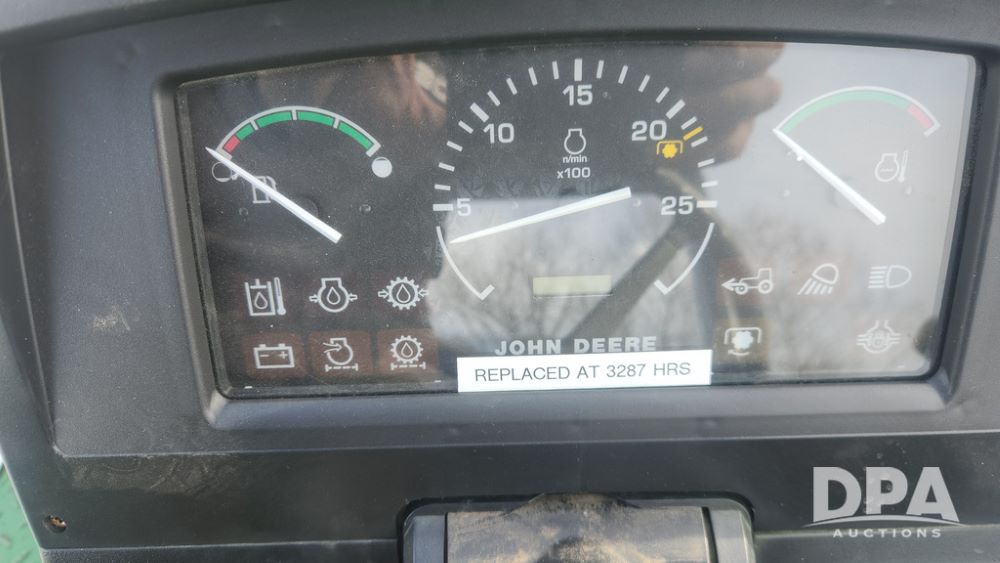 15
10
20
n/min
x100
5
25
JOHN DEERE
REPLACED AT 3287 HRS
DPA
AUCTIONS